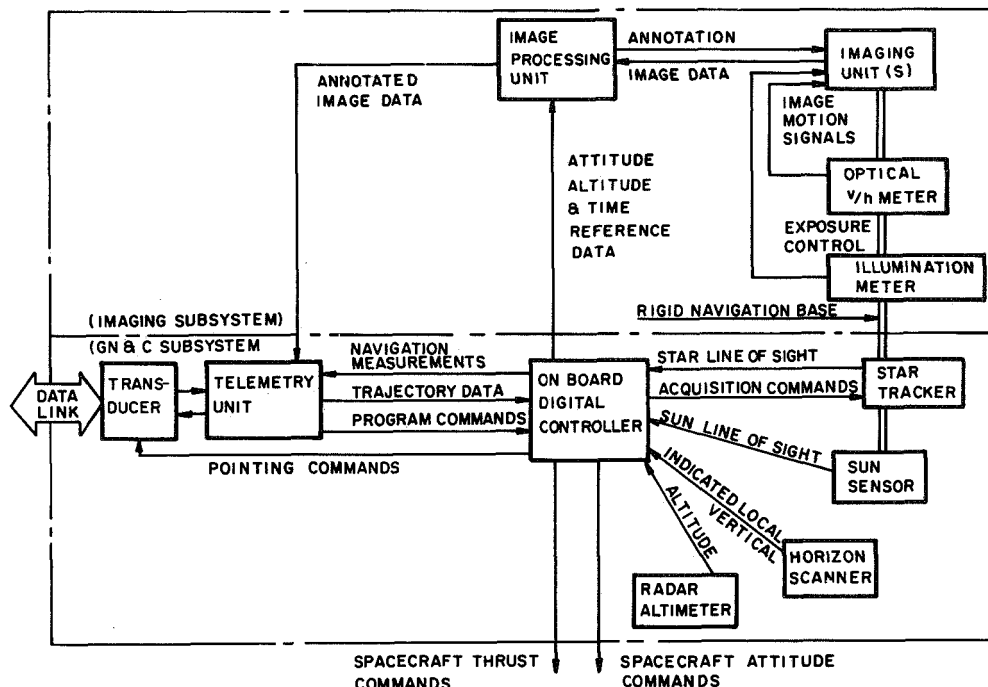 IMAGE
PROCESSING
UNIT
ANNOTATION
IMAGE DATA
IMAGING
UNIT (S)
ANNOTATED
IMAGE DATA
IMAGE
MOTION
SIGNALS
ATTITUDE
ALTITUDE
& TIME
REFERENCE
DATA
OPTICAL
V/h METER
EXPOSURE
CONTROL
ILLUMINATION
METER
RIGID NAVIGATION BASE
(IMAGING SUBSYSTEM)
(GN & C SUBSYSTEM
DATA
LINK
TRANS-
DUCER
TELEMETRY
UNIT
NAVIGATION
MEASUREMENTS
TRAJECTORY DATA
PROGRAM COMMANDS
POINTING COMMANDS
ON BOARD
DIGITAL
CONTROLLER
STAR LINE OF SIGHT
ACQUISITION COMMANDS
STAR
TRACKER
SUN LINE OF SIGHT
SUN
SENSOR
INDICATED LOCAL
VERTICAL
HORIZON
SCANNER
ALTITUDE
RADAR
ALTIMETER
SPACECRAFT THRUST
COMMANDS
SPACECRAFT ATTITUDE
COMMANDS